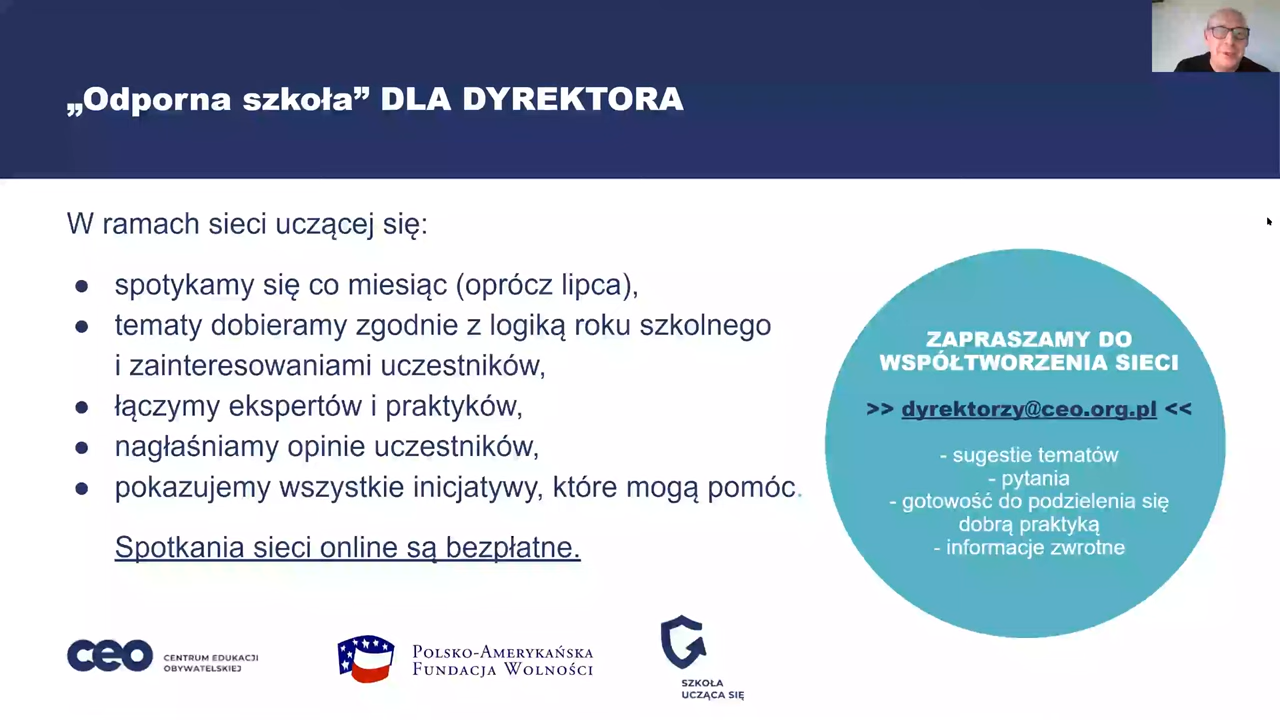 „Odporna szkoła” DLA DYREKTORA
W ramach sieci uczącej się:
● spotykamy się co miesiąc (oprócz lipca),
● tematy dobieramy zgodnie z logiką roku szkolnego
i zainteresowaniami uczestników,
● łączymy ekspertów i praktyków,
● nagłaśniamy opinie uczestników,
● pokazujemy wszystkie inicjatywy, które mogą pomóc.
Spotkania sieci online są bezpłatne.
ZAPRASZAMY DO
WSPÓŁTWORZENIA SIECI
>> dyrektorzy@ceo.org.pl <<
- sugestie tematów
- pytania
- gotowość do podzielenia się
dobrą praktyką
- informacje zwrotne
ceo
CENTRUM EDUKACJI
OBYWATELSKIEJ
POLSKO-AMERYKAŃSKA
FUNDACJA WOLNOŚCI
SZKOŁA
UCZĄCA SIĘ